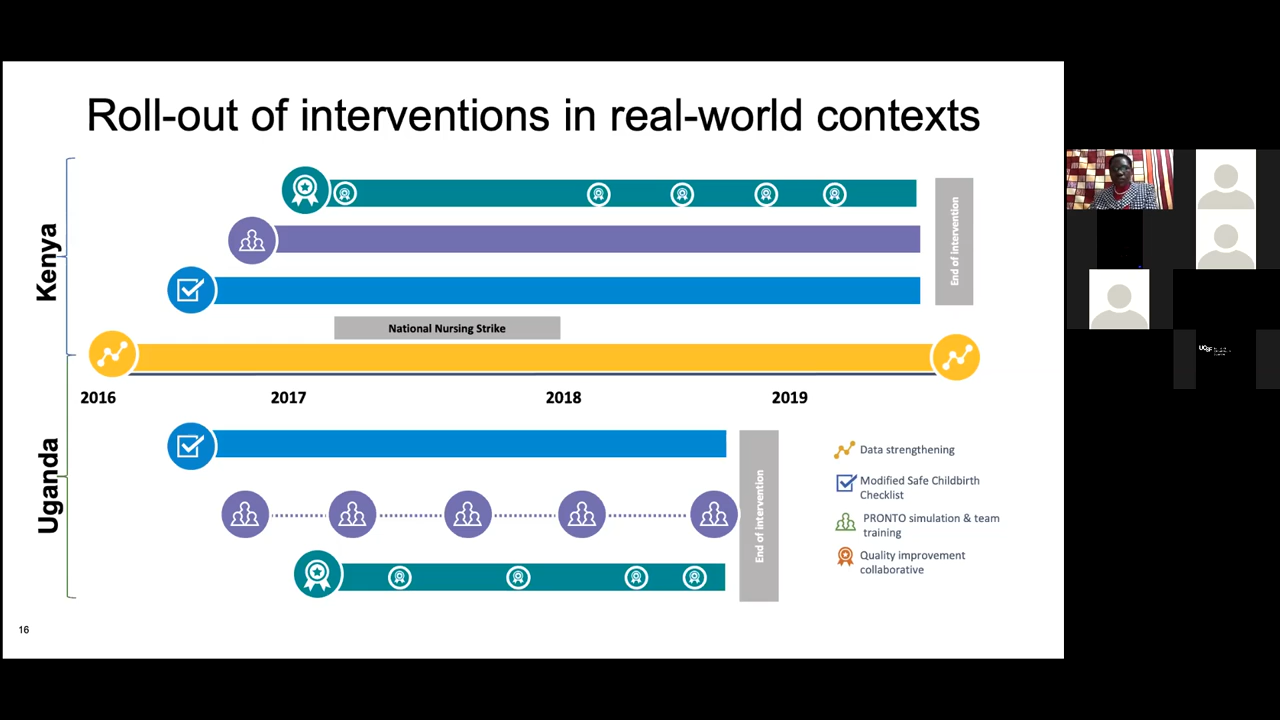 Roll-out of interventions in real-world contexts
Kenya
End of intervention
National Nursing Strike
2016 2017 2018 2019
Uganda
End of intervention
Data strengthening
Modified Safe Childbirth
Checklist
PRONTO simulation & team
training
Quality improvement
collaborative
16
UCSF